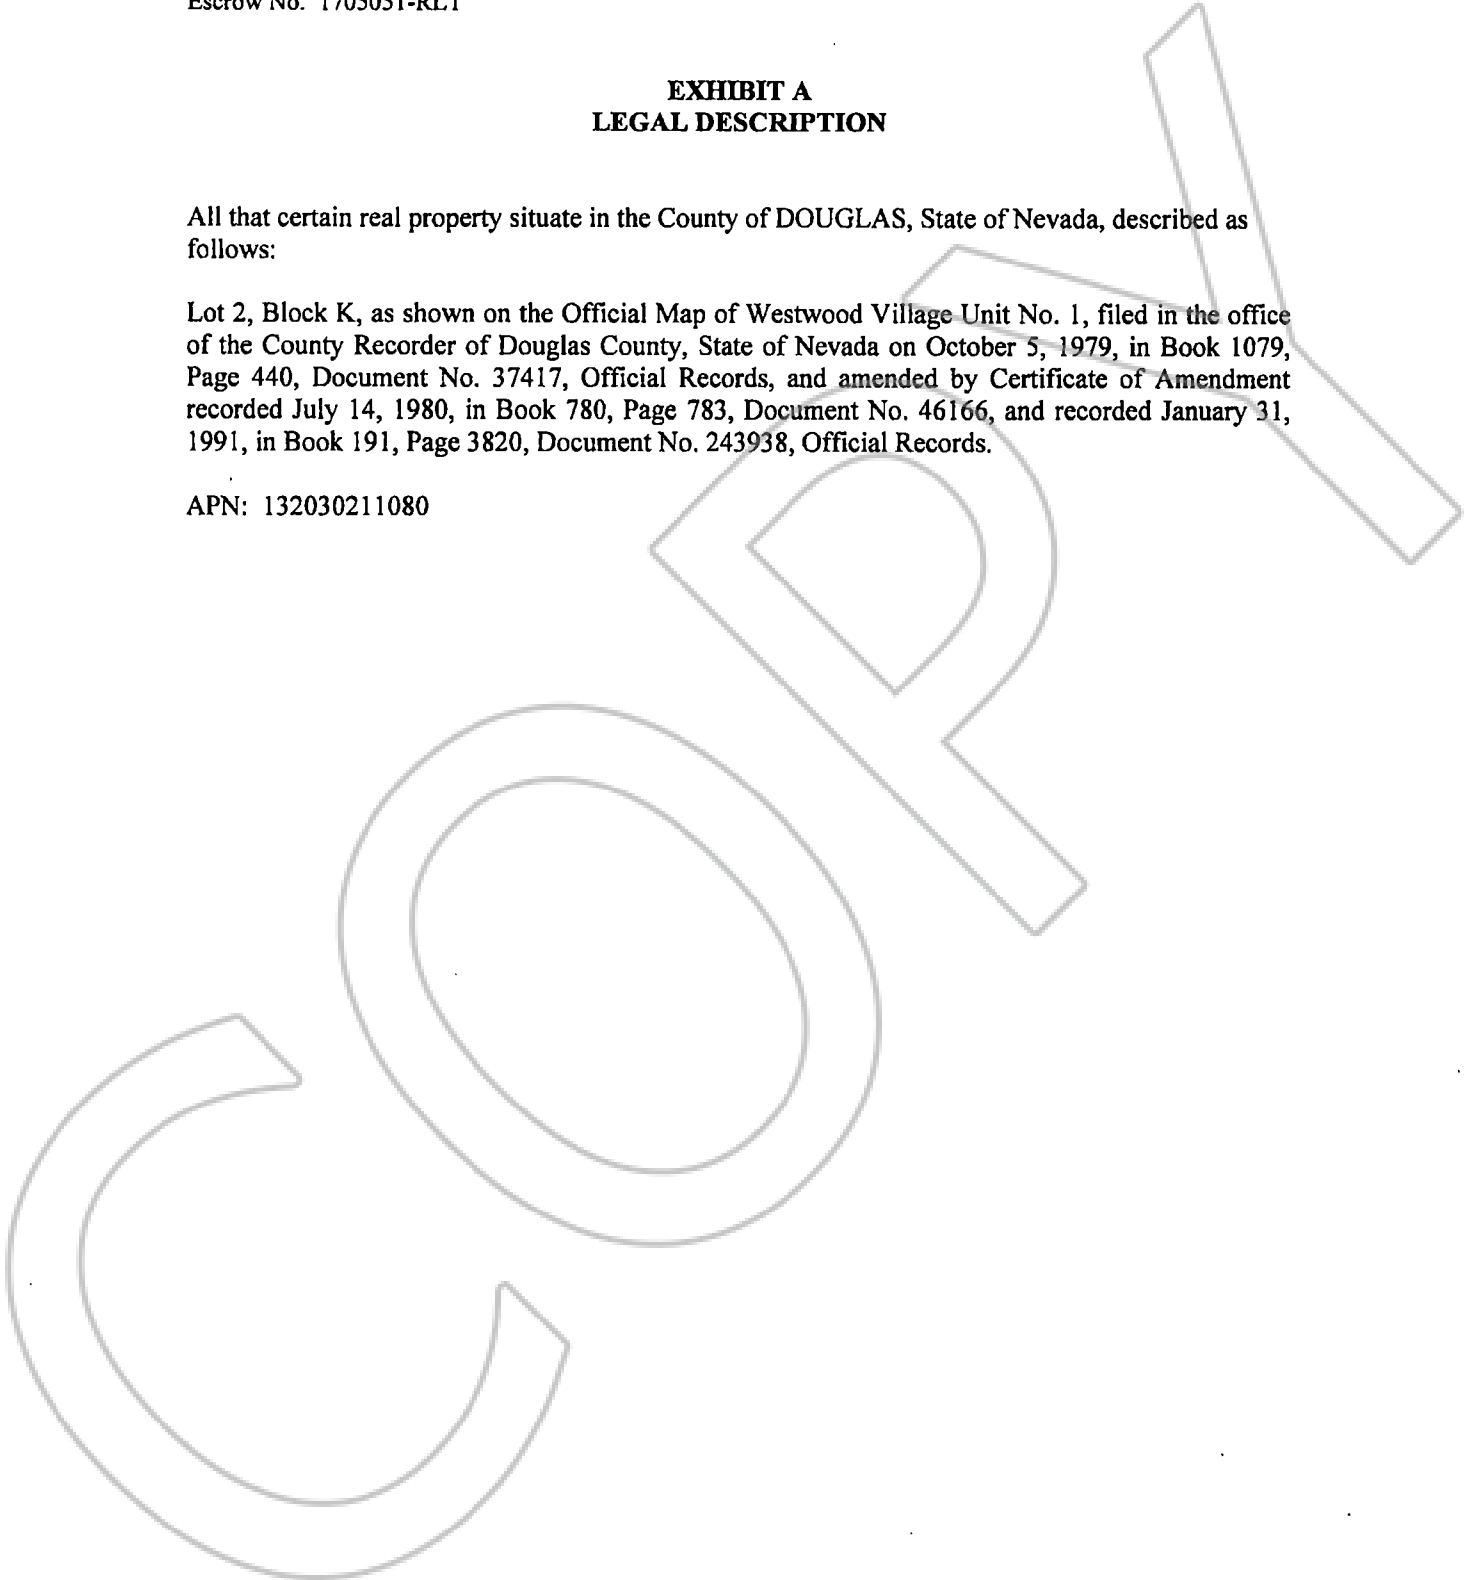 Escrow No. 1705051-RLT
EXHIBIT A
LEGAL DESCRIPTION
All that certain real property situate in the County of DOUGLAS, State of Nevada, described as
follows:
Lot 2, Block K, as shown on the Official Map of Westwood Village Unit No. 1, filed in the office
of the County Recorder of Douglas County, State of Nevada on October 5, 1979, in Book 1079,
Page 440, Document No. 37417, Official Records, and amended by Certificate of Amendment
recorded July 14, 1980, in Book 780, Page 783, Document No. 46166, and recorded January 31,
1991, in Book 191, Page 3820, Document No. 243938, Official Records.
APN: 132030211080
COPY